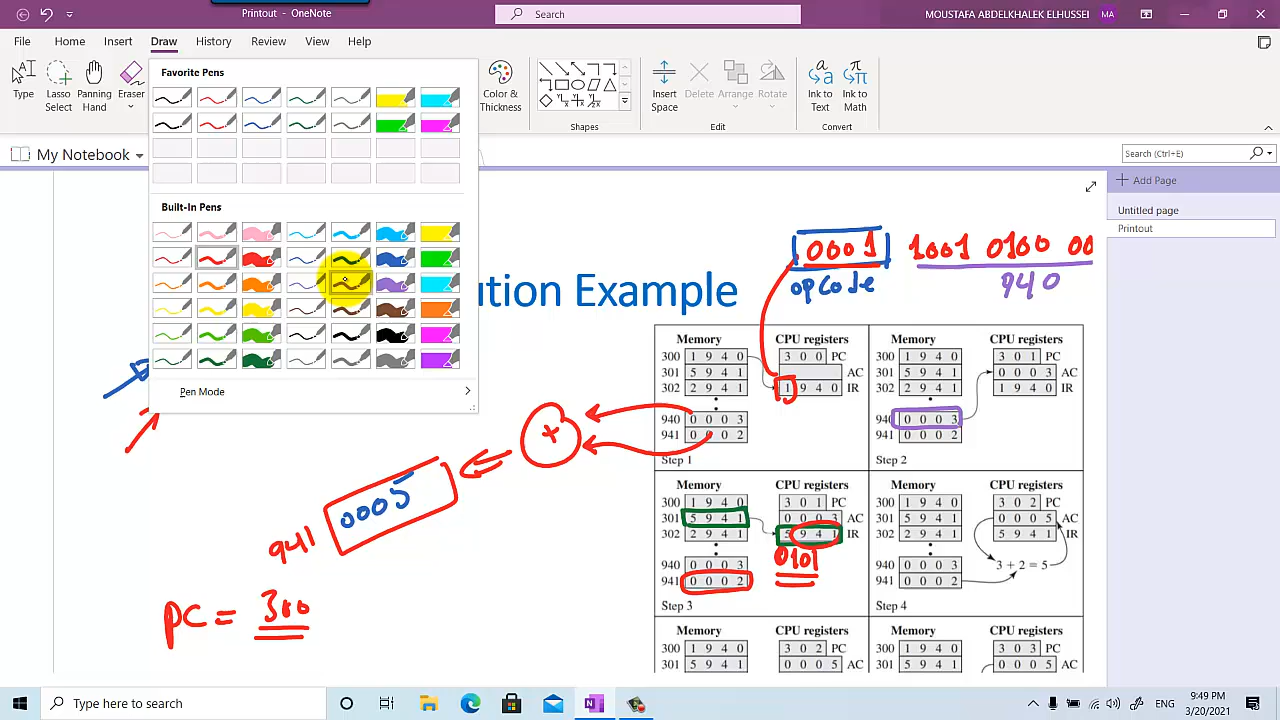 Printout - OneNote
Search
MOUSTAFA ABDELKHALEK ELHUSSEI MA
File Home Insert Draw History Review View Help
Type
Lasso Select
Panning Hand
Eraser
Color & Thickness
Shapes
Insert Space
Delete
Arrange
Rotate
Edit
Ink to Text
Ink to Math
Convert
My Notebook
Search (Ctrl+E)
Favorite Pens
Built-In Pens
Pen Mode
Add Page
Untitled page
Printout
0001 1001 0100 00
opcode 940
ution Example
Memory CPU registers
300 1 9 4 0 3 0 0 PC
301 5 9 4 1 AC
302 2 9 4 1 1 9 4 0 IR
940 0 0 0 3
941 0 0 0 2
Step 1
Memory CPU registers
300 1 9 4 0 3 0 1 PC
301 5 9 4 1 0 0 0 3 AC
302 2 9 4 1 1 9 4 0 IR
940 0 0 0 3
941 0 0 0 2
Step 2
Memory CPU registers
300 1 9 4 0 3 0 1 PC
301 5 9 4 1 0 0 0 3 AC
302 2 9 4 1 5 9 4 1 IR
0101
940 0 0 0 3
941 0 0 0 2
Step 3
Memory CPU registers
300 1 9 4 0 3 0 2 PC
301 5 9 4 1 0 0 0 5 AC
302 2 9 4 1 5 9 4 1 IR
940 0 0 0 3 3 + 2 = 5
941 0 0 0 2
Step 4
Memory CPU registers
300 1 9 4 0 3 0 2 PC
301 5 9 4 1 0 0 0 5 AC
Memory CPU registers
300 1 9 4 0 3 0 3 PC
301 5 9 4 1 0 0 0 5 AC
+
0005
941
PC = 300
Type here to search
ENG
9:49 PM
3/20/2021